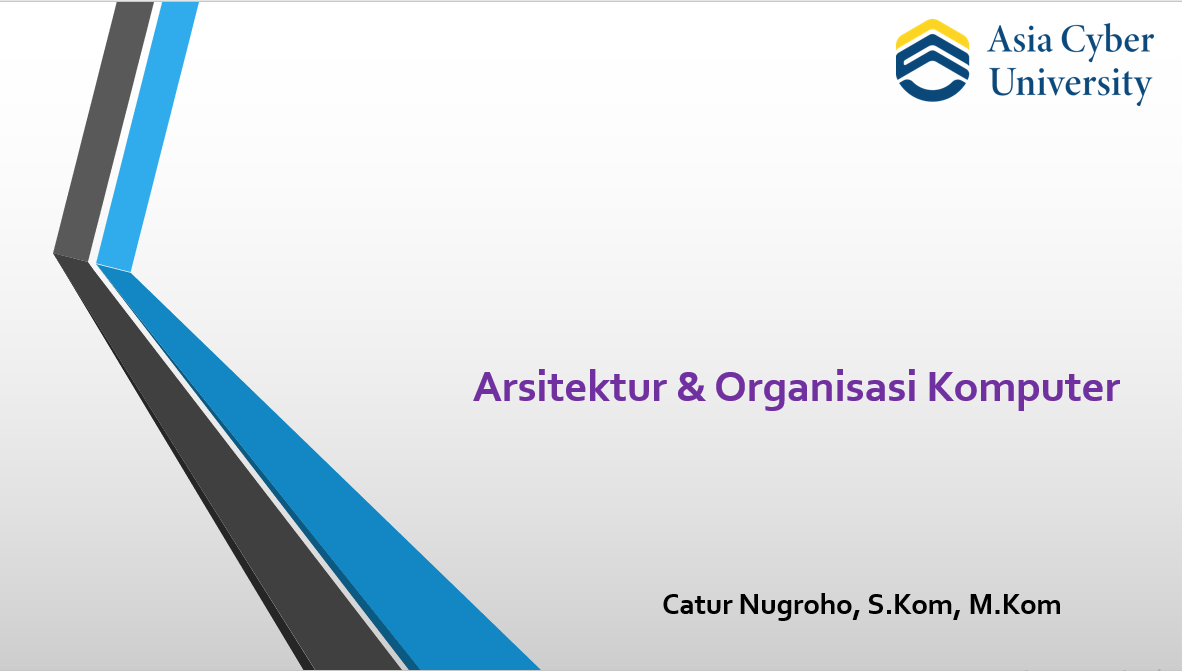 Asia Cyber
University
Arsitektur & Organisasi Komputer
Catur Nugroho, S.Kom, M.Kom